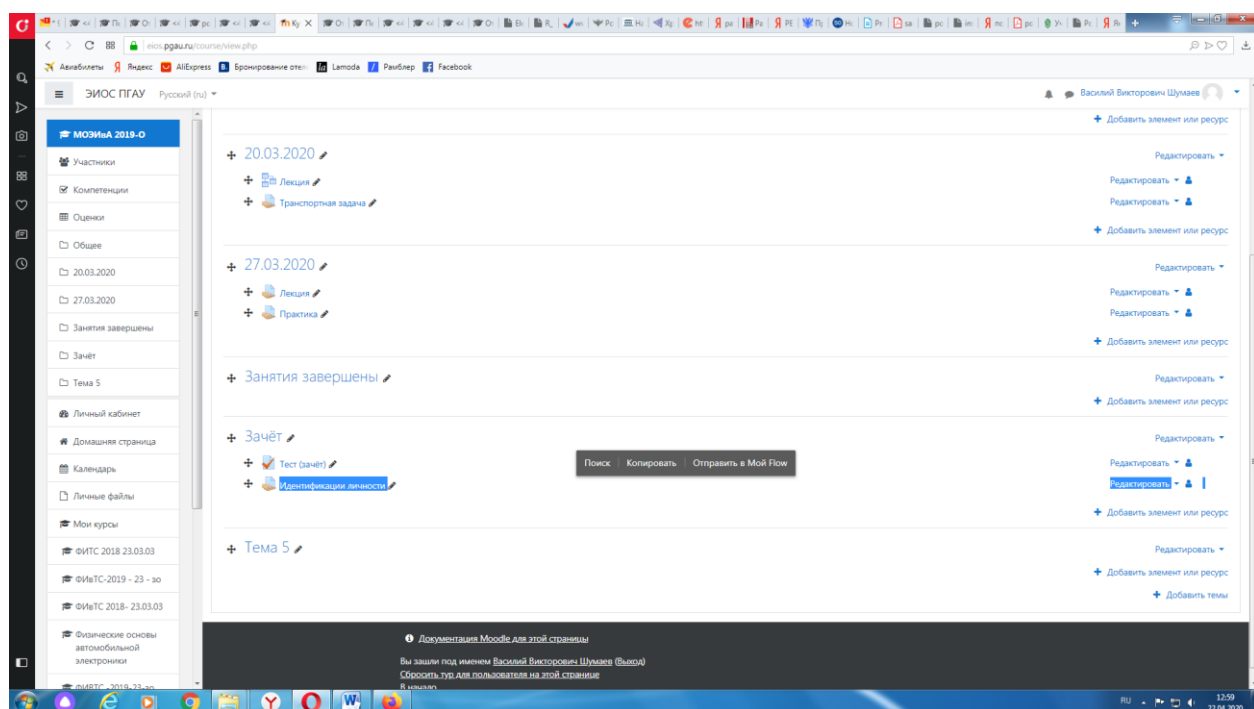 eios.pgau.ru/course/view.php
Авиабилеты Яндекс AliExpress Бронирование отел Lamoda Рамблер Facebook
ЭИОС ПГАУ Русский (ru) Василий Викторович Шумаев
Добавить элемент или ресурс
МОЭИвА 2019-О
Участники
Компетенции
Оценки
Общее
20.03.2020
27.03.2020
Занятия завершены
Зачёт
Тема 5
Личный кабинет
Домашняя страница
Календарь
Личные файлы
Мои курсы
ФИТС 2018 23.03.03
ФИвТС-2019 - 23 - зо
ФИвТС 2018- 23.03.03
Физические основы
автомобильной
электроники
20.03.2020 Редактировать
Лекция Редактировать
Транспортная задача Редактировать
Добавить элемент или ресурс
27.03.2020 Редактировать
Лекция Редактировать
Практика Редактировать
Добавить элемент или ресурс
Занятия завершены Редактировать
Добавить элемент или ресурс
Зачёт Редактировать
Поиск Копировать Отправить в Мой Flow
Тест (зачёт) Редактировать
Идентификации личности Редактировать
Добавить элемент или ресурс
Тема 5 Редактировать
Добавить элемент или ресурс
Добавить темы
Документация Moodle для этой страницы
Вы зашли под именем Василий Викторович Шумаев (Выход)
Сбросить тур для пользователя на этой странице
В начало
RU 12:59
22.04.2020